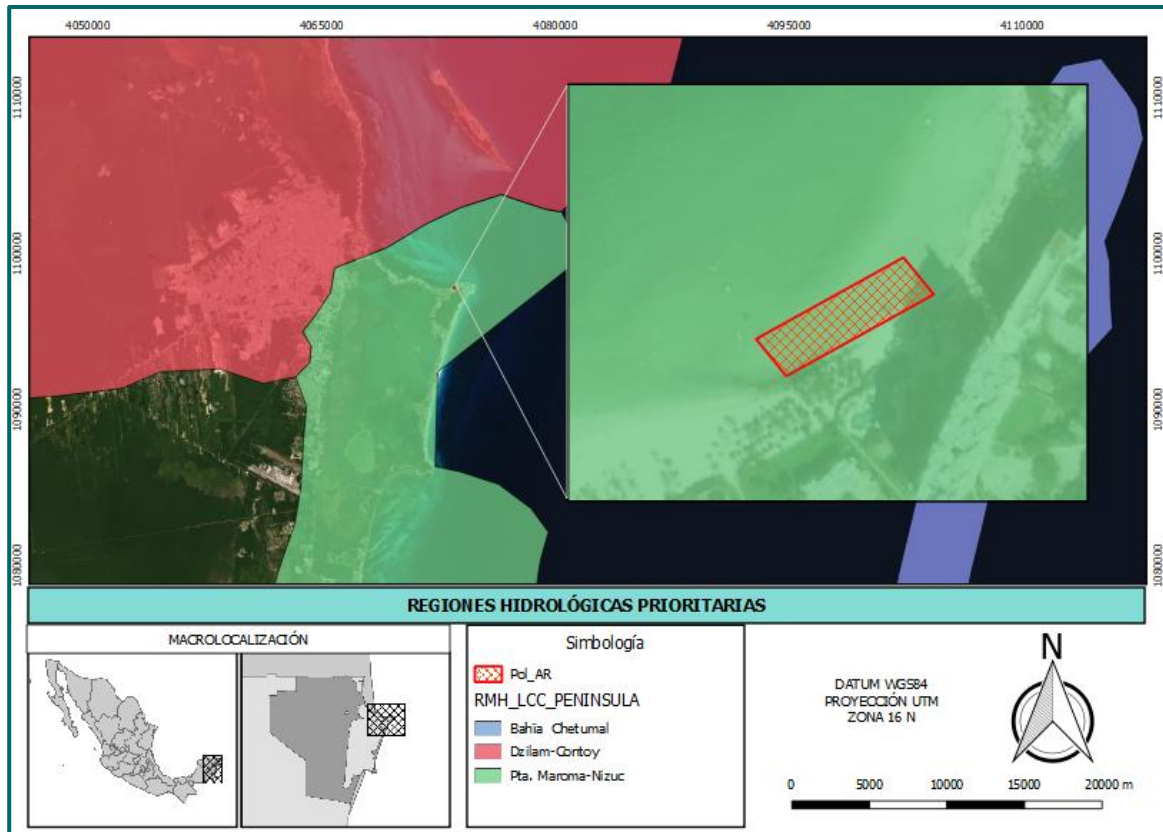 4050000 4065000 4080000 4095000 4110000
1110000 1110000
1100000 1100000
1090000 1090000
1080000 1080000
REGIONES HIDROLÓGICAS PRIORITARIAS
MACROLOCALIZACIÓN
Simbología
Pol_AR
RMH_LCC_PENINSULA
Bahía Chetumal
Dzilam-Contoy
Pta. Maroma-Nizuc
DATUM WGS84
PROYECCIÓN UTM
ZONA 16 N
N
0 5000 10000 15000 20000 m